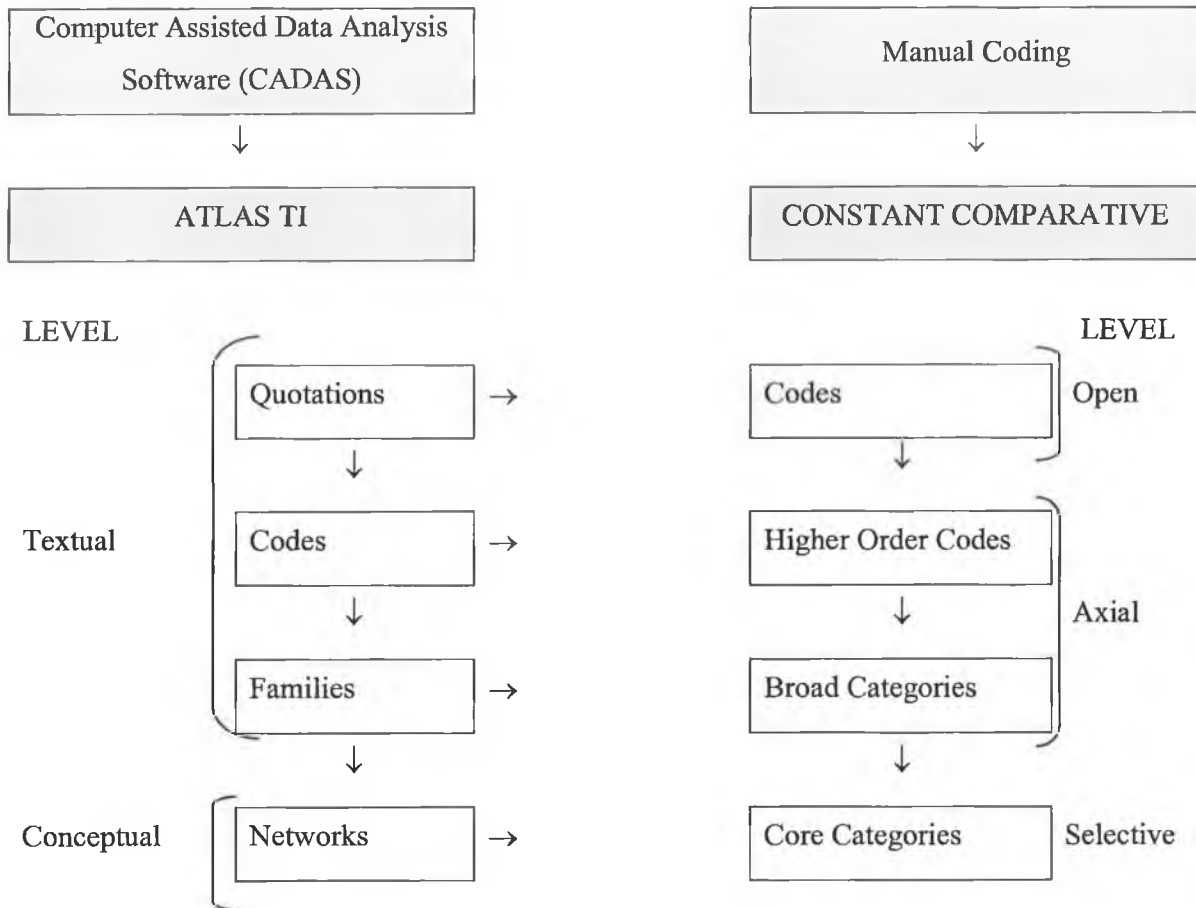 Computer Assisted Data Analysis
Software (CADAS)
Manual Coding
↓ ↓
ATLAS TI
CONSTANT COMPARATIVE
LEVEL
LEVEL
Quotations → Codes Open
↓ ↓
Textual Codes → Higher Order Codes
↓ ↓ Axial
Families → Broad Categories
↓ ↓
Conceptual Networks → Core Categories Selective